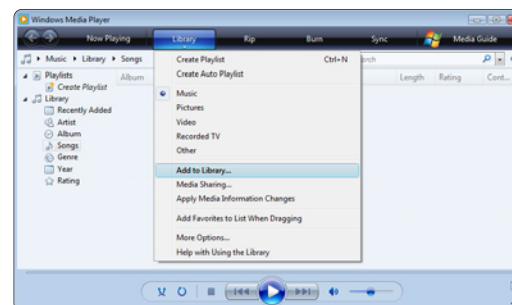 Windows Media Player
Now Playing Library Rip Burn Sync Media Guide
Music Library Songs
Playlists
Create Playlist
Library
Recently Added
Artist
Album
Songs
Genre
Year
Rating
Album
Length Rating Cont...
Create Playlist Ctrl+N
Create Auto Playlist
Music
Pictures
Video
Recorded TV
Other
Add to Library...
Media Sharing...
Apply Media Information Changes
Add Favorites to List When Dragging
More Options...
Help with Using the Library